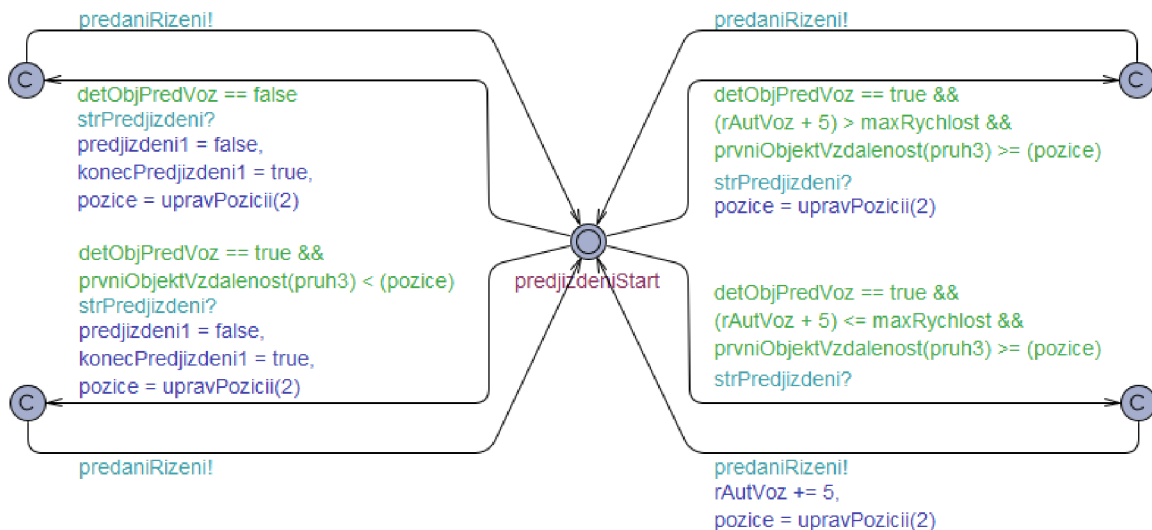 predaniRizeni!
C
detObjPredVoz == false
strPredjizdeni?
predjizdeni1 = false,
konecPredjizdeni1 = true,
pozice = upravPozicii(2)
predaniRizeni!
C
detObjPredVoz == true &&
(rAutVoz + 5) > maxRychlost &&
prvniObjektVzdalenost(pruh3) >= (pozice)
strPredjizdeni?
pozice = upravPozicii(2)
predjizdeniStart
detObjPredVoz == true &&
prvniObjektVzdalenost(pruh3) < (pozice)
strPredjizdeni?
predjizdeni1 = false,
konecPredjizdeni1 = true,
pozice = upravPozicii(2)
C
predaniRizeni!
detObjPredVoz == true &&
(rAutVoz + 5) <= maxRychlost &&
prvniObjektVzdalenost(pruh3) >= (pozice)
strPredjizdeni?
C
predaniRizeni!
rAutVoz += 5,
pozice = upravPozicii(2)